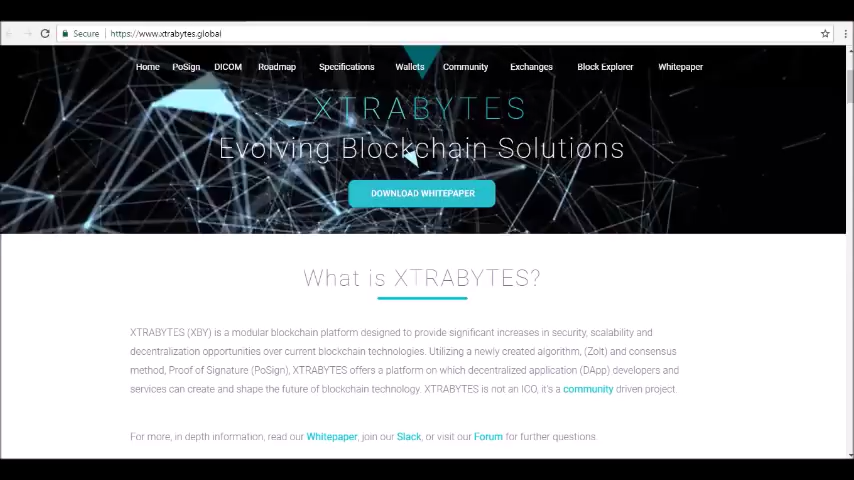 Secure https://www.xtrabytes.global
Home PoSign DICOM Roadmap Specifications Wallets Community Exchanges Block Explorer Whitepaper
XTRABYTES
Evolving Blockchain Solutions
DOWNLOAD WHITEPAPER
What is XTRABYTES?
XTRABYTES (XBY) is a modular blockchain platform designed to provide significant increases in security, scalability and
decentralization opportunities over current blockchain technologies. Utilizing a newly created algorithm, (Zolt) and consensus
method, Proof of Signature (PoSign), XTRABYTES offers a platform on which decentralized application (DApp) developers and
services can create and shape the future of blockchain technology. XTRABYTES is not an ICO, it's a community driven project.
For more, in depth information, read our Whitepaper, join our Slack, or visit our Forum for further questions.